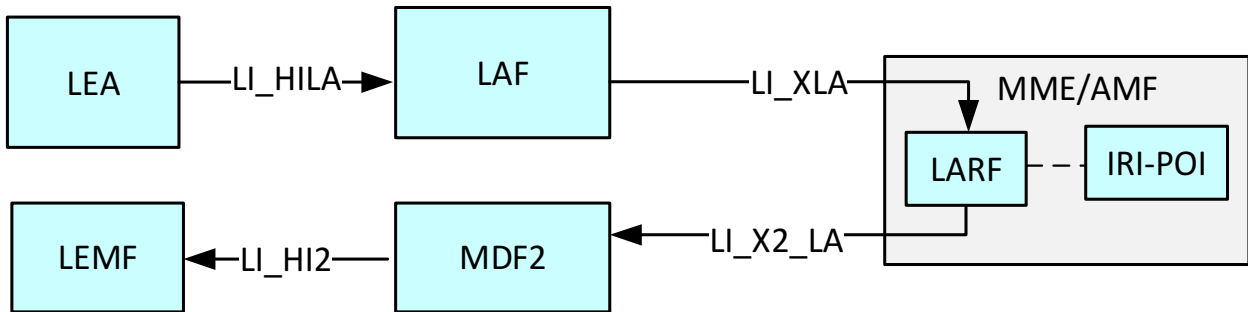 LEA
LI_HILA
LAF
LI_XLA
MME/AMF
LARF
IRI-POI
LEMF
LI_HI2
MDF2
LI_X2_LA